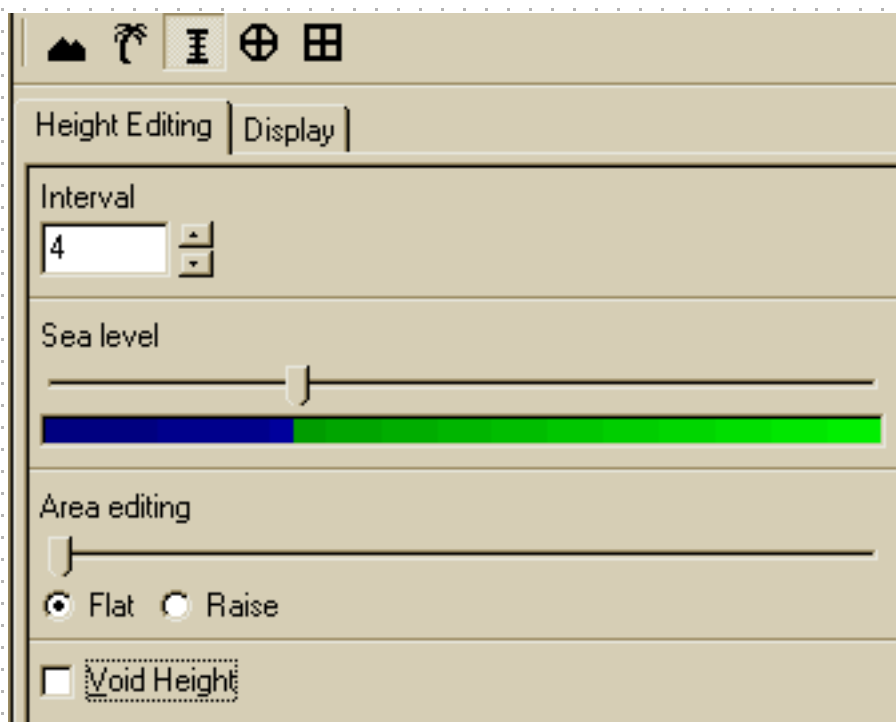 Height Editing Display
Interval
4
Sea level
Area editing
Flat Raise
Void Height